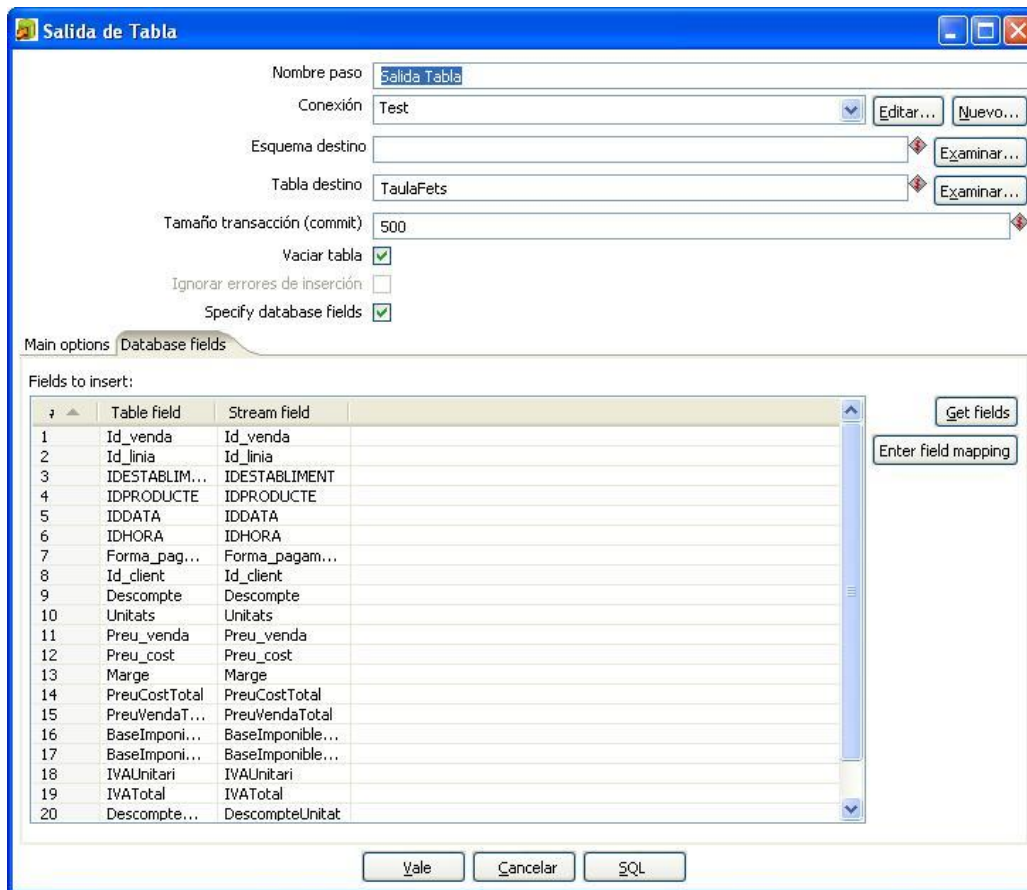 Salida de Tabla
Nombre paso Salida Tabla
Conexión Test Editar... Nuevo...
Esquema destino Examinar...
Tabla destino TaulaFets Examinar...
Tamaño transacción (commit) 500
Vaciar tabla
Ignorar errores de inserción
Specify database fields
Main options Database fields
Fields to insert:
Table field Stream field Get fields
1 Id_venda Id_venda
Enter field mapping
2 Id_linia Id_linia
3 IDESTABLIM... IDESTABLIMENT
4 IDPRODUCTE IDPRODUCTE
5 IDDATA IDDATA
6 IDHORA IDHORA
7 Forma_pag... Forma_pagam...
8 Id_client Id_client
9 Descompte Descompte
10 Unitats Unitats
11 Preu_venda Preu_venda
12 Preu_cost Preu_cost
13 Marge Marge
14 PreuCostTotal PreuCostTotal
15 PreuVendaT... PreuVendaTotal
16 BaseImponi... BaseImponible...
17 BaseImponi... BaseImponible...
18 IVAUnitari IVAUnitari
19 IVATotal IVATotal
20 Descompte... DescompteUnitat
Vale Cancelar SQL